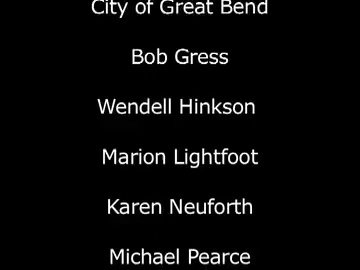 City of Great Bend
Bob Gress
Wendell Hinkson
Marion Lightfoot
Karen Neuforth
Michael Pearce